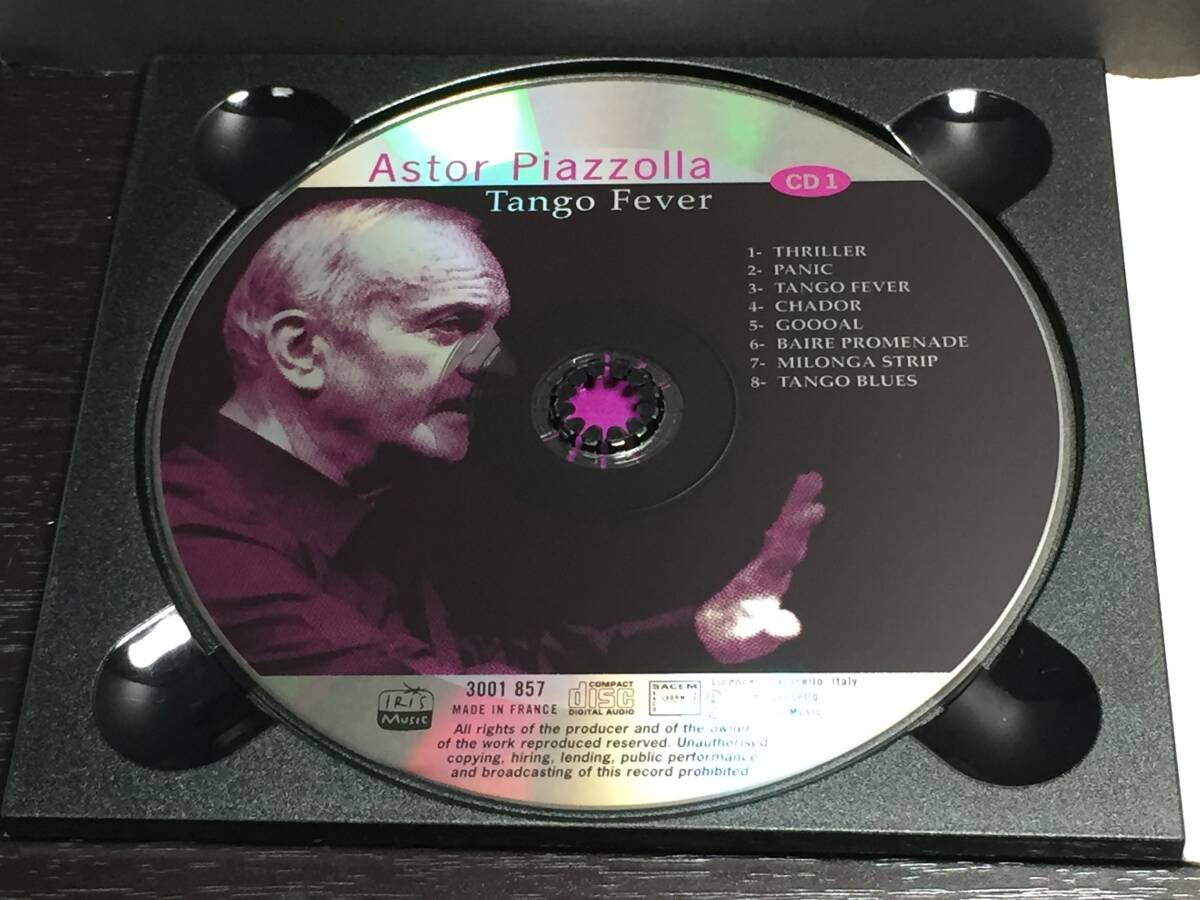 Astor Piazzolla
CD 1
Tango Fever
1- THRILLER
2- PANIC
3- TANGO FEVER
4- CHADOR
5- GOOOAL
6- BAIRE PROMENADE
7- MILONGA STRIP
8- TANGO BLUES
IRIS
MUSIC
3001 857
MADE IN FRANCE
COMPACT
disc
DIGITAL AUDIO
SACEM
Italy
Music
All rights of the producer and of the owner
of the work reproduced reserved. Unauthorised
copying, hiring, lending, public performance
and broadcasting of this record prohibited